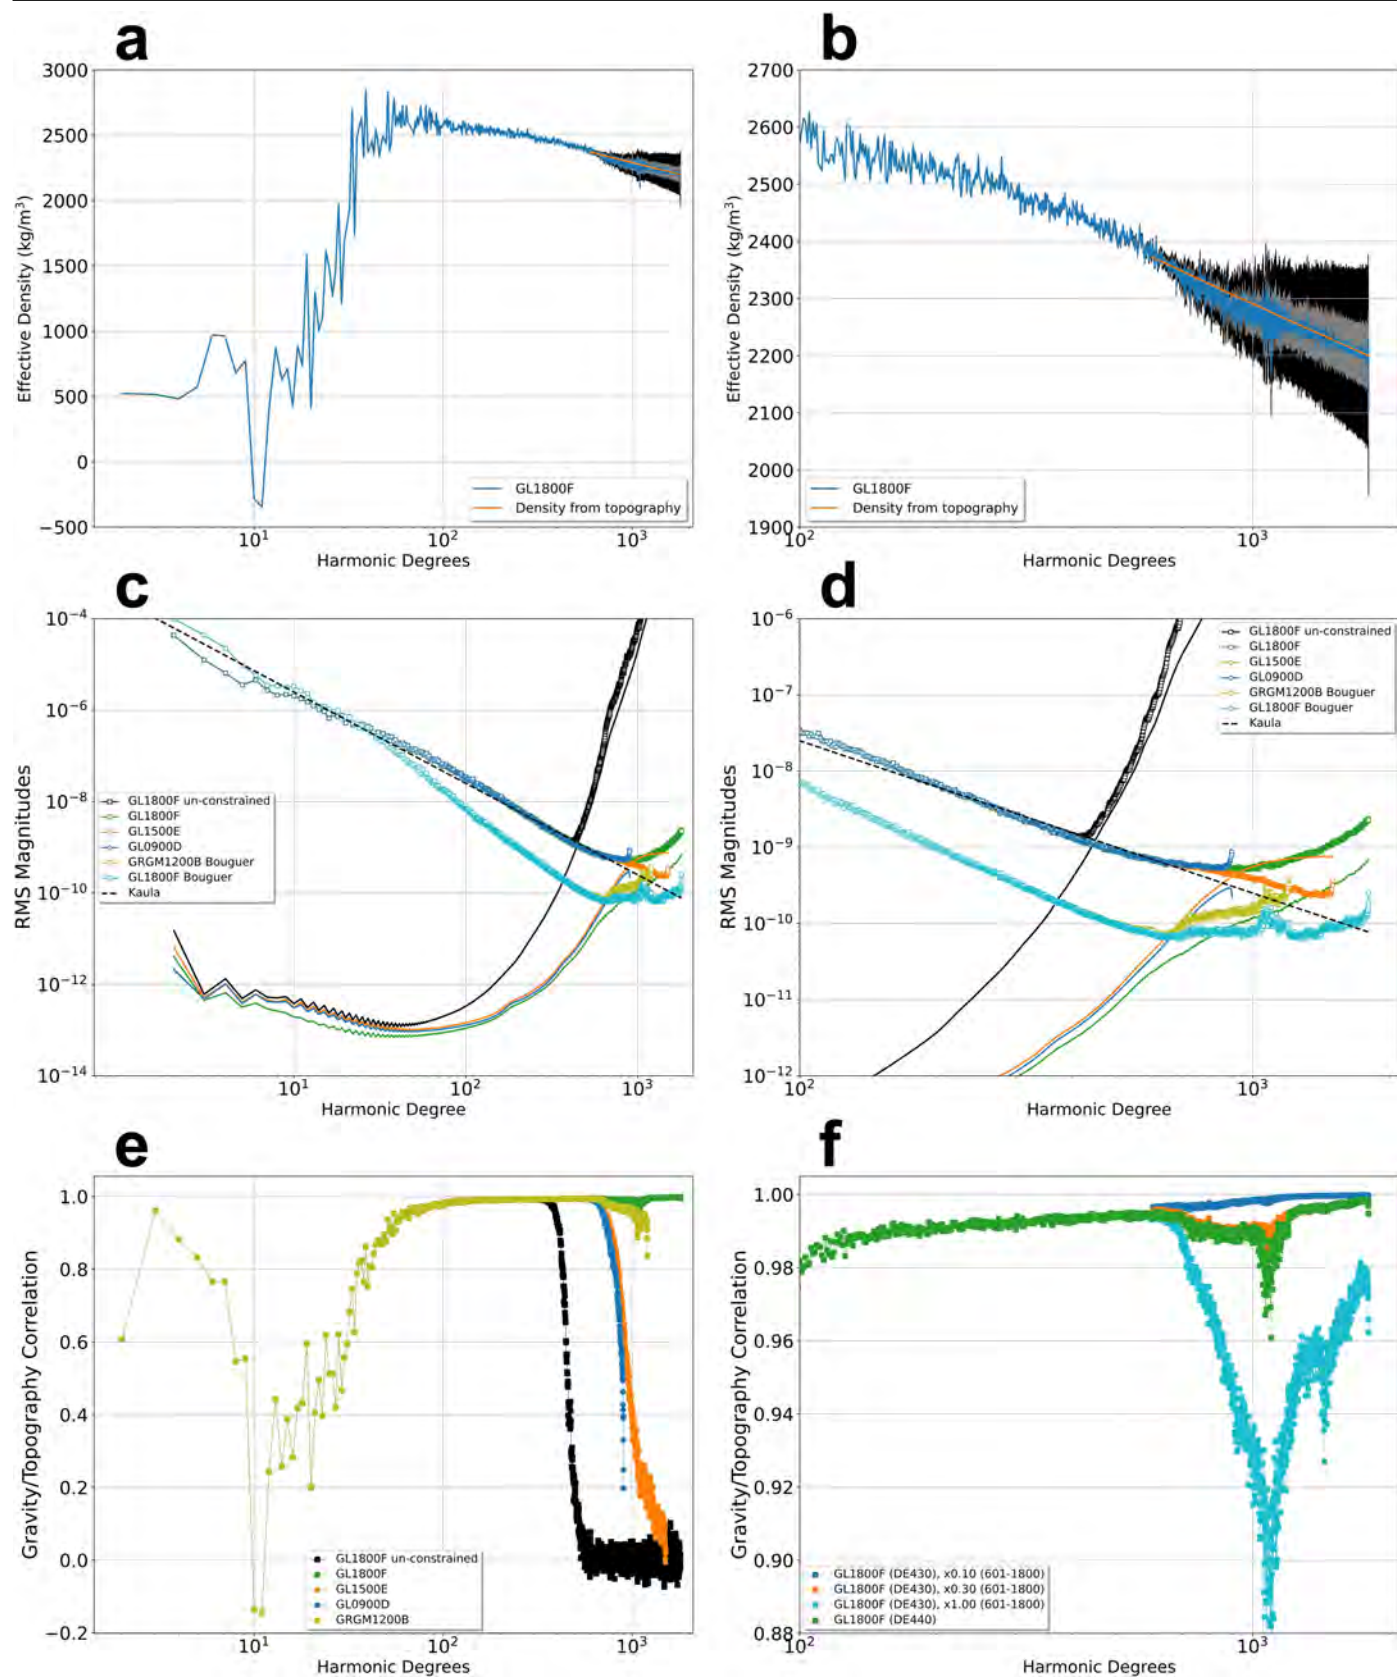 a
b
3000
2500
2000
1500
1000
500
0
−500
Effective Density (kg/m³)
GL1800F
Density from topography
10¹
10²
10³
Harmonic Degrees
2700
2600
2500
2400
2300
2200
2100
2000
1900
Effective Density (kg/m³)
GL1800F
Density from topography
10²
10³
Harmonic Degrees
c
d
10⁻⁴
10⁻⁶
10⁻⁸
10⁻¹⁰
10⁻¹²
10⁻¹⁴
RMS Magnitudes
GL1800F un-constrained
GL1800F
GL1500E
GL0900D
GRGM1200B Bouguer
GL1800F Bouguer
Kaula
10¹
10²
10³
Harmonic Degree
10⁻⁶
10⁻⁷
10⁻⁸
10⁻⁹
10⁻¹⁰
10⁻¹¹
10⁻¹²
RMS Magnitudes
GL1800F un-constrained
GL1800F
GL1500E
GL0900D
GRGM1200B Bouguer
GL1800F Bouguer
Kaula
10²
10³
Harmonic Degree
e
f
1.0
0.8
0.6
0.4
0.2
0.0
−0.2
Gravity/Topography Correlation
GL1800F un-constrained
GL1800F
GL1500E
GL0900D
GRGM1200B
10¹
10²
10³
Harmonic Degrees
1.00
0.98
0.96
0.94
0.92
0.90
0.88
Gravity/Topography Correlation
GL1800F (DE430), x0.10 (601-1800)
GL1800F (DE430), x0.30 (601-1800)
GL1800F (DE430), x1.00 (601-1800)
GL1800F (DE440)
10²
10³
Harmonic Degrees